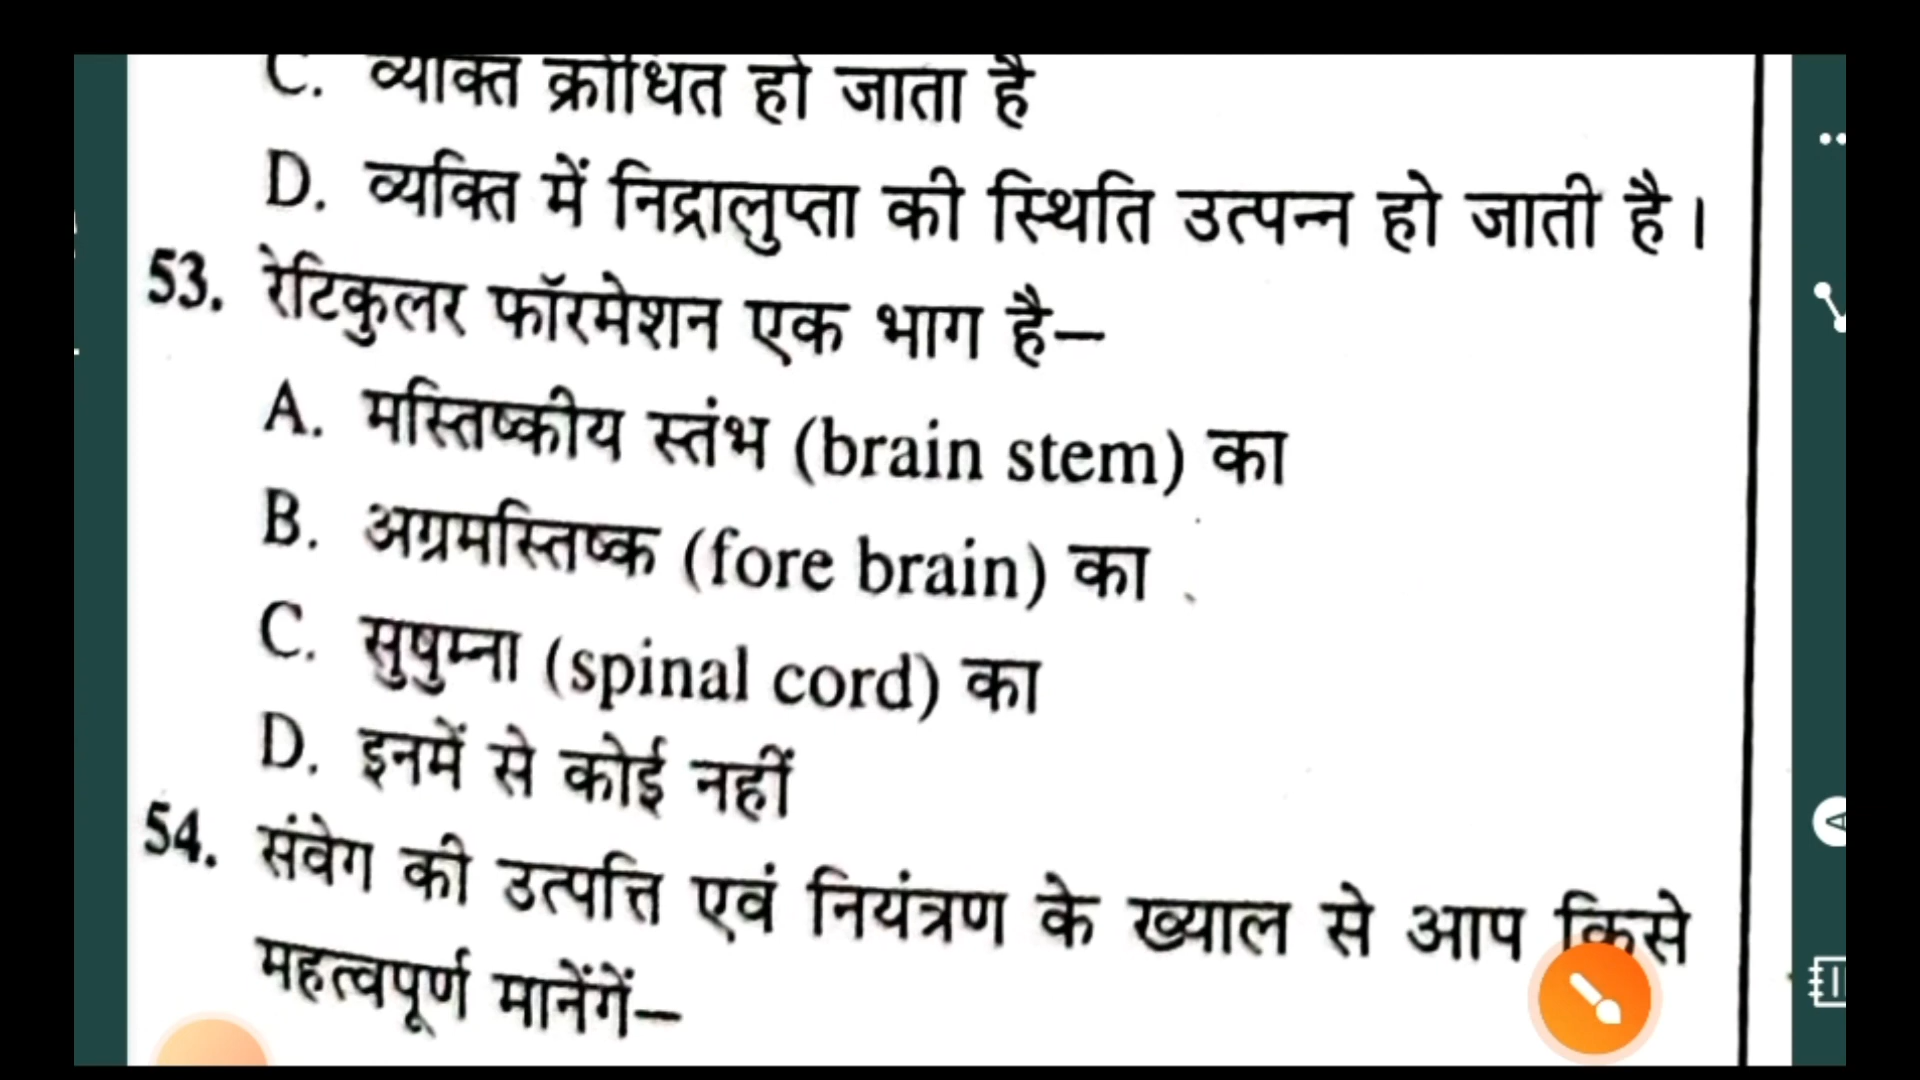 C. व्यक्ति क्रोधित हो जाता है
D. व्यक्ति में निद्रालुप्ता की स्थिति उत्पन्न हो जाती है।
53. रेटिकुलर फॉरमेशन एक भाग है—
A. मस्तिष्कीय स्तंभ (brain stem) का
B. अग्रमस्तिष्क (fore brain) का
C. सुषुम्ना (spinal cord) का
D. इनमें से कोई नहीं
54. संवेग की उत्पत्ति एवं नियंत्रण के ख्याल से आप किसे
महत्वपूर्ण मानेंगें—